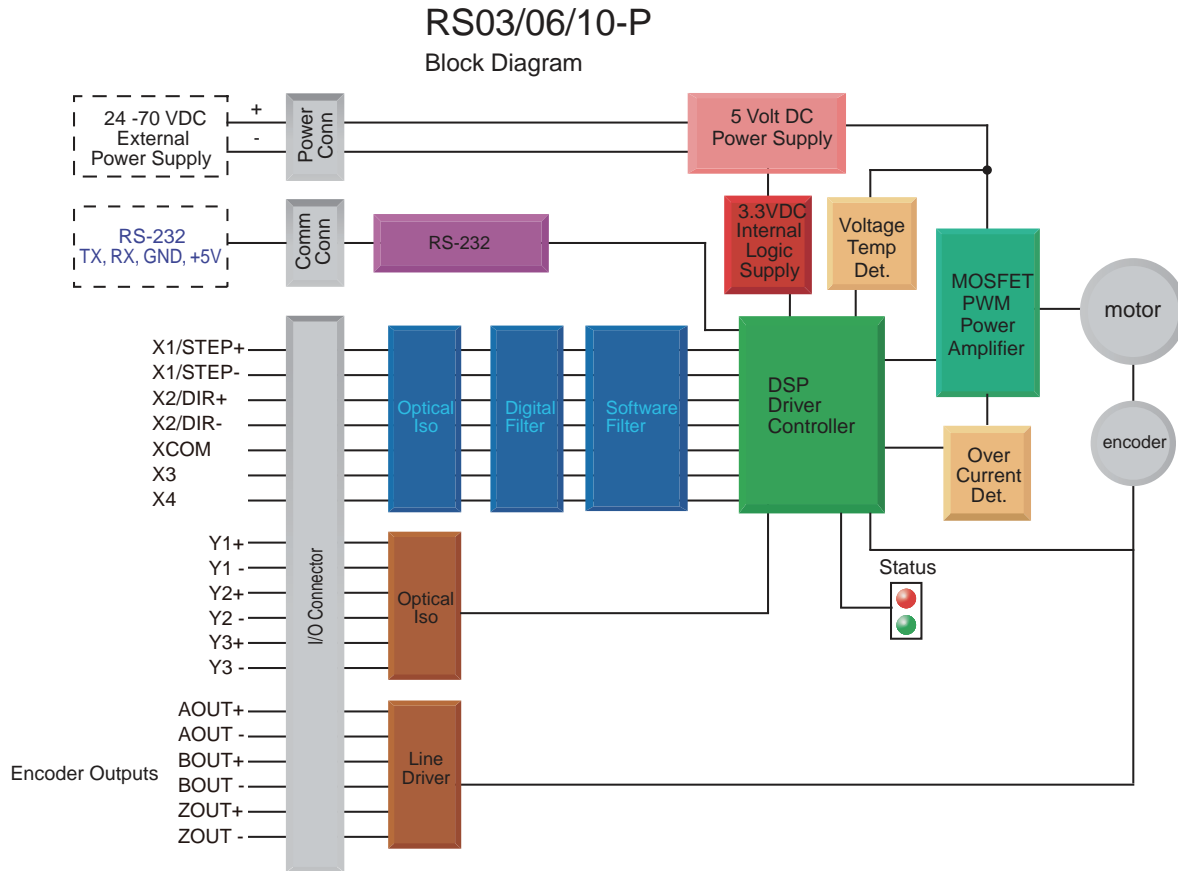 RS03/06/10-P
Block Diagram
24 -70 VDC
External
Power Supply
+
-
Power
Conn
5 Volt DC
Power Supply
RS-232
TX, RX, GND, +5V
Comm
Conn
RS-232
3.3VDC
Internal
Logic
Supply
Voltage
Temp
Det.
MOSFET
PWM
Power
Amplifier
motor
encoder
X1/STEP+
X1/STEP-
X2/DIR+
X2/DIR-
XCOM
X3
X4
Optical
Iso
Digital
Filter
Software
Filter
DSP
Driver
Controller
Over
Current
Det.
I/O Connector
Y1+
Y1 -
Y2+
Y2 -
Y3+
Y3 -
Optical
Iso
Status
Encoder Outputs
AOUT+
AOUT -
BOUT+
BOUT -
ZOUT+
ZOUT -
Line
Driver